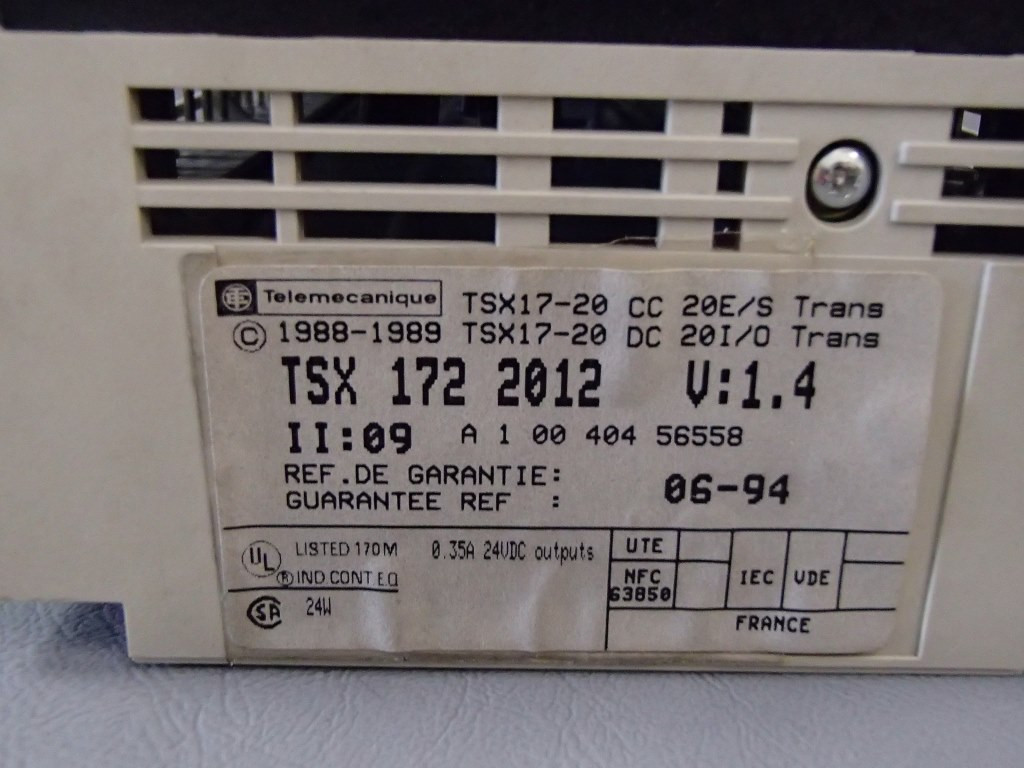 Telemecanique TSX17-20 CC 20E/S Trans
© 1988-1989 TSX17-20 DC 20I/O Trans
TSX 172 2012 V:1.4
II:09 A 1 00 404 56558
REF.DE GARANTIE:
GUARANTEE REF : 06-94
UL LISTED 170M 0.35A 24VDC outputs
® IND.CONT.EQ
SA 24W
UTE
NFC 63850 IEC VDE
FRANCE